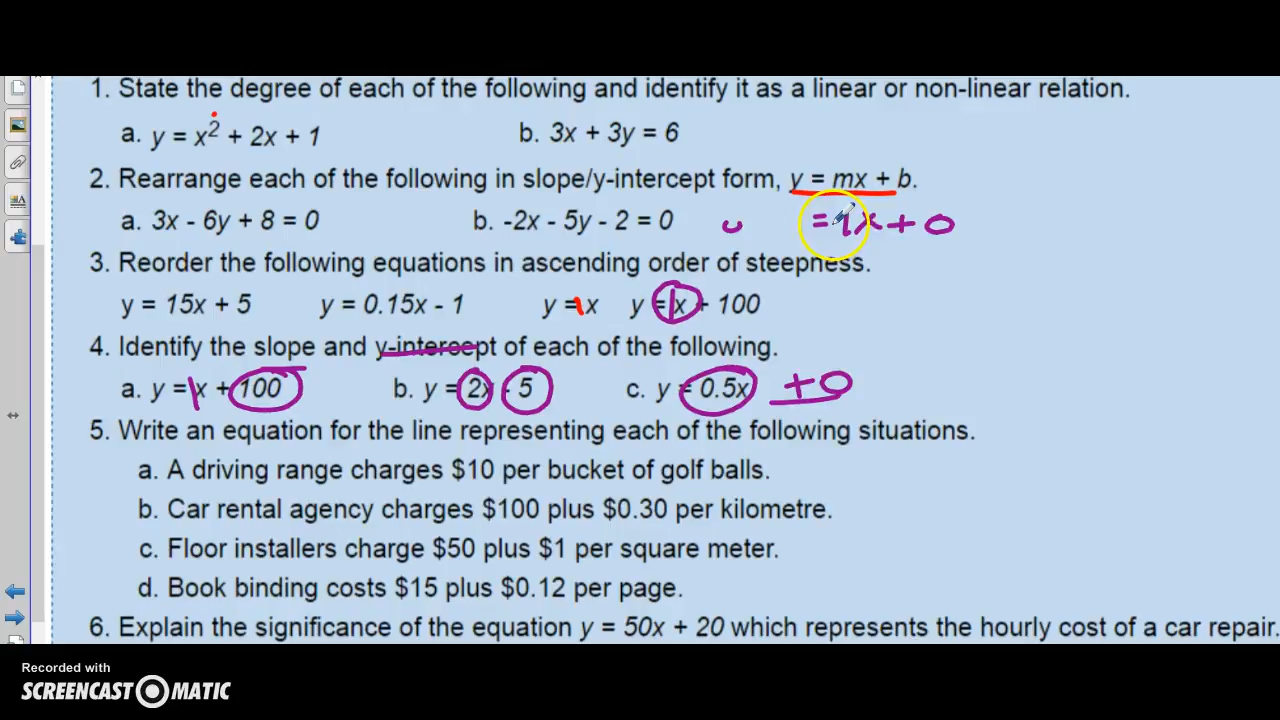 1. State the degree of each of the following and identify it as a linear or non-linear relation.
a. y = x² + 2x + 1 b. 3x + 3y = 6
2. Rearrange each of the following in slope/y-intercept form, y = mx + b.
a. 3x - 6y + 8 = 0 b. -2x - 5y - 2 = 0 = 1x + 0
3. Reorder the following equations in ascending order of steepness.
y = 15x + 5 y = 0.15x - 1 y = 1x y = 1x + 100
4. Identify the slope and y-intercept of each of the following.
a. y = 1x + 100 b. y = 2x - 5 c. y = 0.5x + 0
5. Write an equation for the line representing each of the following situations.
a. A driving range charges $10 per bucket of golf balls.
b. Car rental agency charges $100 plus $0.30 per kilometre.
c. Floor installers charge $50 plus $1 per square meter.
d. Book binding costs $15 plus $0.12 per page.
6. Explain the significance of the equation y = 50x + 20 which represents the hourly cost of a car repair.
Recorded with
SCREENCAST MATIC